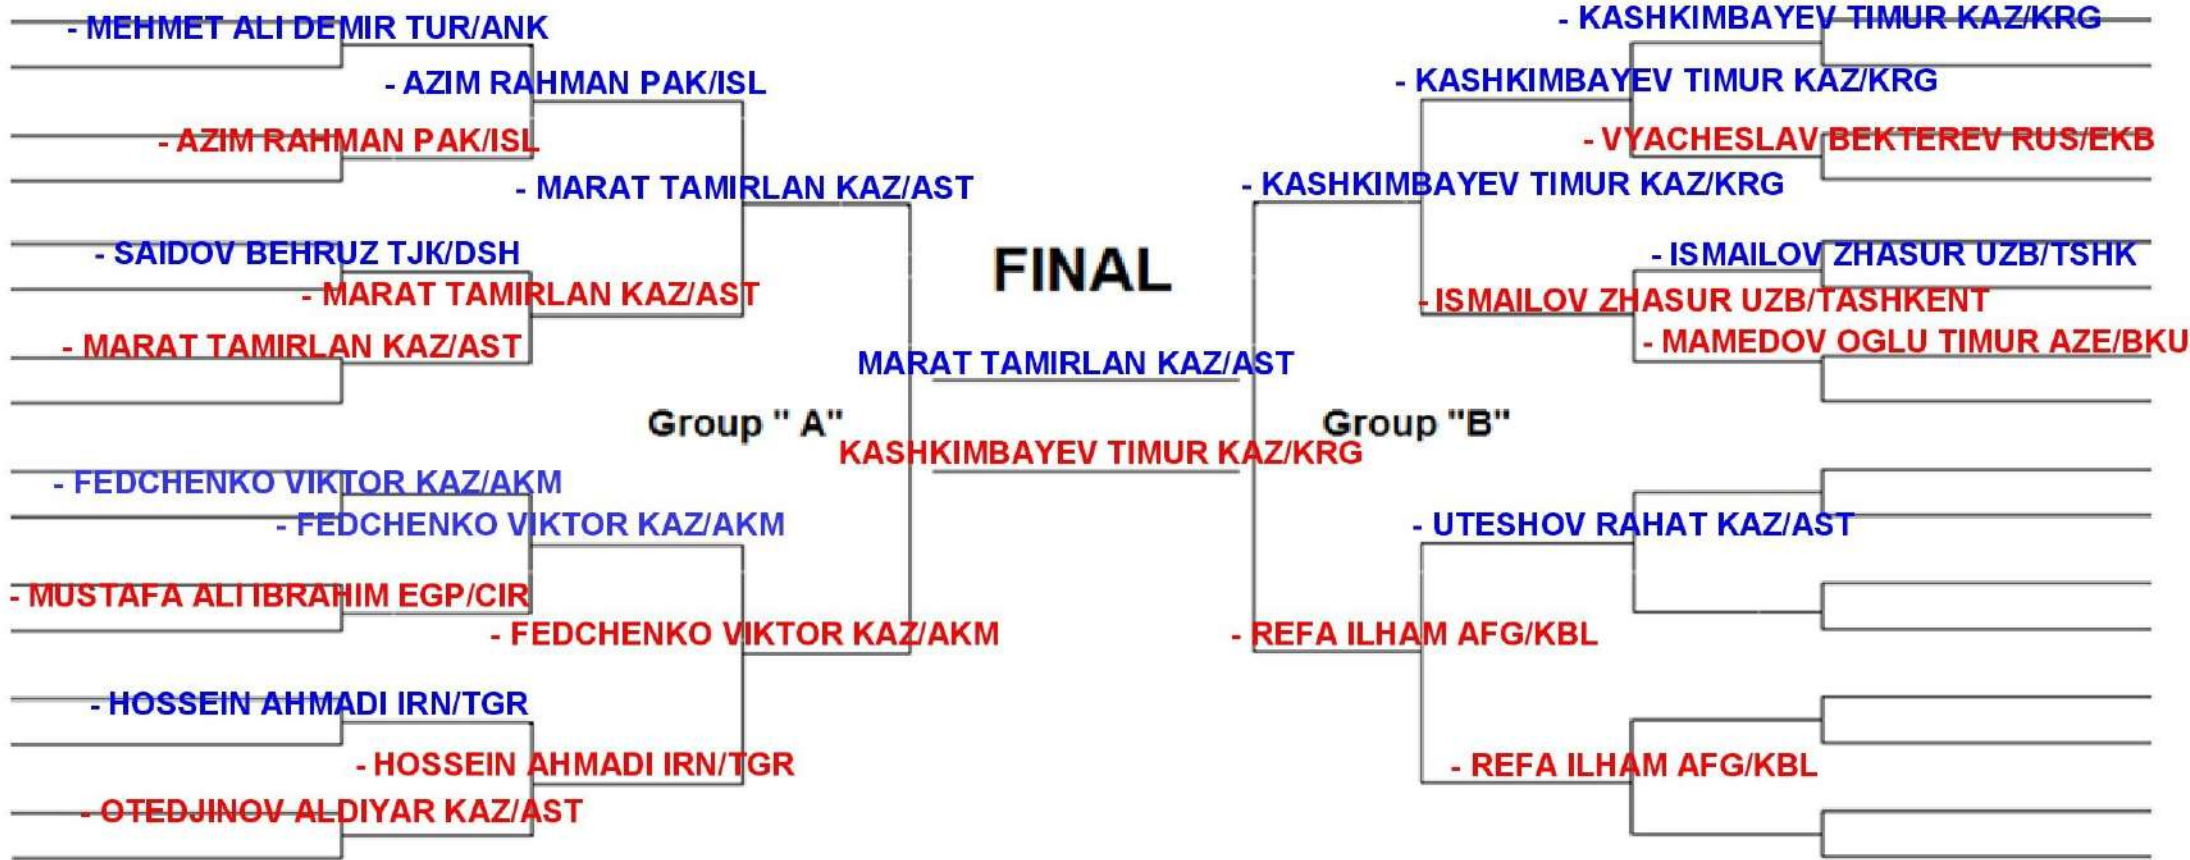 - MEHMET ALI DEMIR TUR/ANK
- AZIM RAHMAN PAK/ISL
- AZIM RAHMAN PAK/ISL
- MARAT TAMIRLAN KAZ/AST
- SAIDOV BEHRUZ TJK/DSH
- MARAT TAMIRLAN KAZ/AST
- MARAT TAMIRLAN KAZ/AST
Group " A"
- FEDCHENKO VIKTOR KAZ/AKM
- FEDCHENKO VIKTOR KAZ/AKM
- MUSTAFA ALI IBRAHIM EGP/CIR
- FEDCHENKO VIKTOR KAZ/AKM
- HOSSEIN AHMADI IRN/TGR
- HOSSEIN AHMADI IRN/TGR
- OTEDJINOV ALDIYAR KAZ/AST
FINAL
MARAT TAMIRLAN KAZ/AST
KASHKIMBAYEV TIMUR KAZ/KRG
- KASHKIMBAYEV TIMUR KAZ/KRG
- KASHKIMBAYEV TIMUR KAZ/KRG
- VYACHESLAV BEKTEREV RUS/EKB
- KASHKIMBAYEV TIMUR KAZ/KRG
- ISMAILOV ZHASUR UZB/TSHK
- ISMAILOV ZHASUR UZB/TASHKENT
- MAMEDOV OGLU TIMUR AZE/BKU
Group "B"
- UTESHOV RAHAT KAZ/AST
- REFA ILHAM AFG/KBL
- REFA ILHAM AFG/KBL